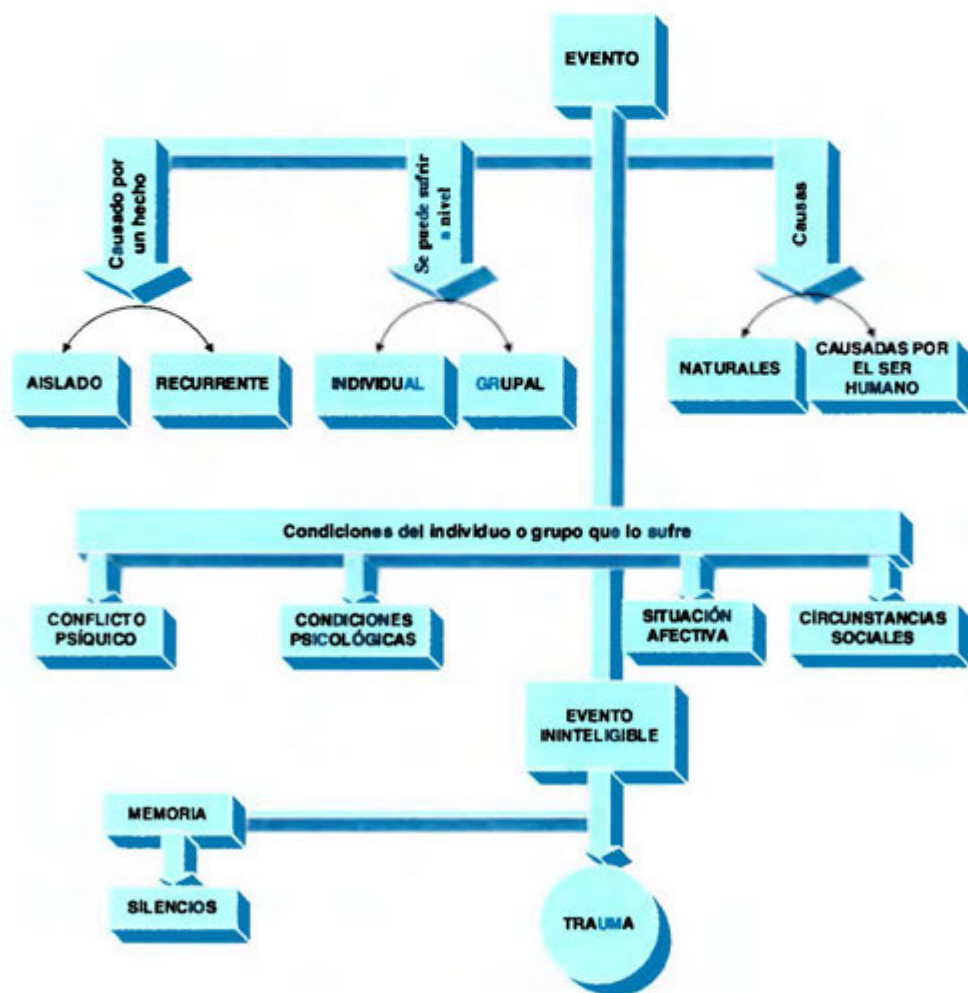 EVENTO
Causado por
un hecho
Se puede sufrir
a nivel
Causas
AISLADO
RECURRENTE
INDIVIDUAL
GRUPAL
NATURALES
CAUSADAS POR
EL SER
HUMANO
Condiciones del individuo o grupo que lo sufre
CONFLICTO
PSÍQUICO
CONDICIONES
PSICOLÓGICAS
SITUACIÓN
AFECTIVA
CÍRCUNSTANCIAS
SOCIALES
EVENTO
ININTELIGIBLE
MEMORIA
SILENCIOS
TRAUMA